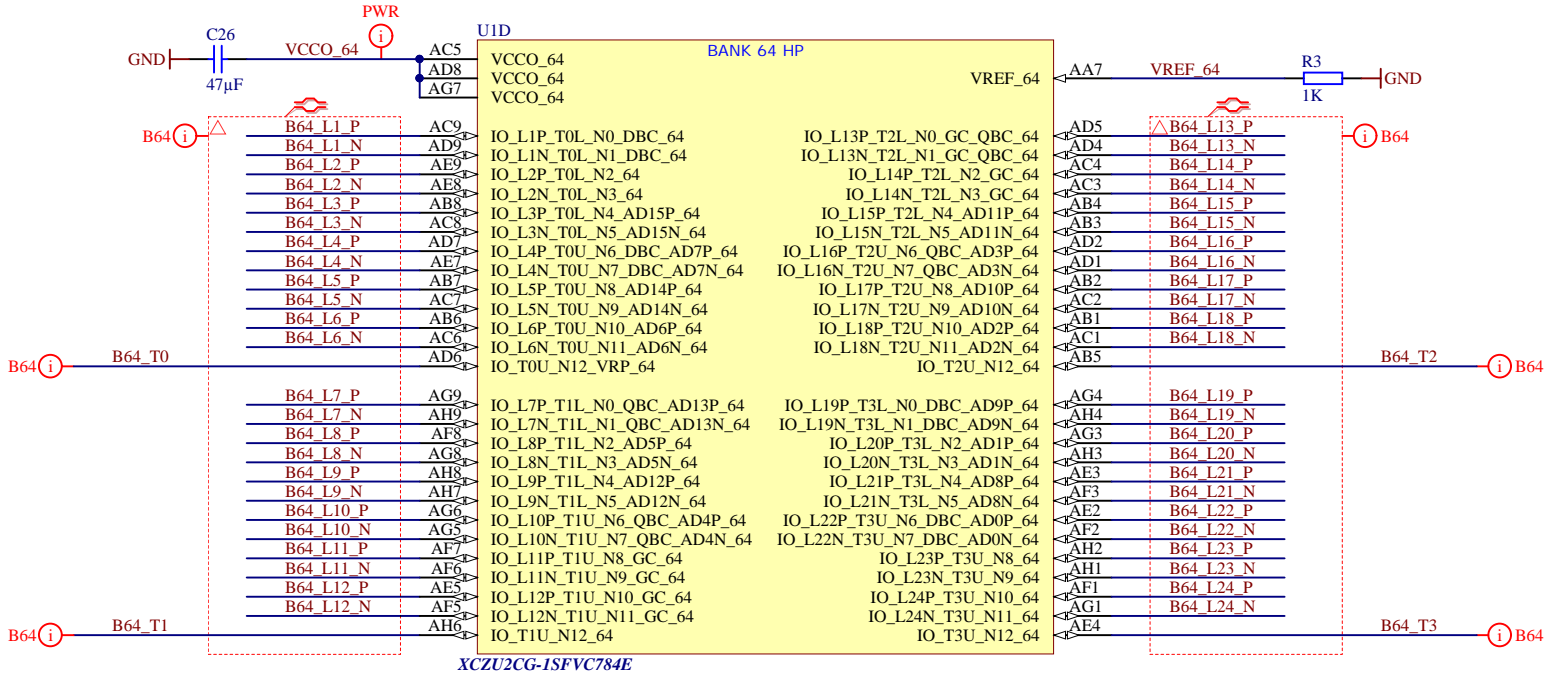 PWR
C26
U1D
GND VCCO_64 AC5 VCCO_64 BANK 64 HP
47µF AD8 VCCO_64 VREF_64 AA7 VREF_64 R3 GND
AG7 VCCO_64 1K
B64 B64_L1_P AC9 IO_L1P_T0L_N0_DBC_64 IO_L13P_T2L_N0_GC_QBC_64 AD5 B64_L13_P B64
B64_L1_N AD9 IO_L1N_T0L_N1_DBC_64 IO_L13N_T2L_N1_GC_QBC_64 AD4 B64_L13_N
B64_L2_P AE9 IO_L2P_T0L_N2_64 IO_L14P_T2L_N2_GC_64 AC4 B64_L14_P
B64_L2_N AE8 IO_L2N_T0L_N3_64 IO_L14N_T2L_N3_GC_64 AC3 B64_L14_N
B64_L3_P AB8 IO_L3P_T0L_N4_AD15P_64 IO_L15P_T2L_N4_AD11P_64 AB4 B64_L15_P
B64_L3_N AC8 IO_L3N_T0L_N5_AD15N_64 IO_L15N_T2L_N5_AD11N_64 AB3 B64_L15_N
B64_L4_P AD7 IO_L4P_T0U_N6_DBC_AD7P_64 IO_L16P_T2U_N6_QBC_AD3P_64 AD2 B64_L16_P
B64_L4_N AE7 IO_L4N_T0U_N7_DBC_AD7N_64 IO_L16N_T2U_N7_QBC_AD3N_64 AD1 B64_L16_N
B64_L5_P AB7 IO_L5P_T0U_N8_AD14P_64 IO_L17P_T2U_N8_AD10P_64 AB2 B64_L17_P
B64_L5_N AC7 IO_L5N_T0U_N9_AD14N_64 IO_L17N_T2U_N9_AD10N_64 AC2 B64_L17_N
B64_L6_P AB6 IO_L6P_T0U_N10_AD6P_64 IO_L18P_T2U_N10_AD2P_64 AB1 B64_L18_P
B64_L6_N AC6 IO_L6N_T0U_N11_AD6N_64 IO_L18N_T2U_N11_AD2N_64 AC1 B64_L18_N
B64 B64_T0 AD6 IO_T0U_N12_VRP_64 IO_T2U_N12_64 AB5 B64_T2 B64
B64_L7_P AG9 IO_L7P_T1L_N0_QBC_AD13P_64 IO_L19P_T3L_N0_DBC_AD9P_64 AG4 B64_L19_P
B64_L7_N AH9 IO_L7N_T1L_N1_QBC_AD13N_64 IO_L19N_T3L_N1_DBC_AD9N_64 AH4 B64_L19_N
B64_L8_P AF8 IO_L8P_T1L_N2_AD5P_64 IO_L20P_T3L_N2_AD1P_64 AG3 B64_L20_P
B64_L8_N AG8 IO_L8N_T1L_N3_AD5N_64 IO_L20N_T3L_N3_AD1N_64 AH3 B64_L20_N
B64_L9_P AH8 IO_L9P_T1L_N4_AD12P_64 IO_L21P_T3L_N4_AD8P_64 AE3 B64_L21_P
B64_L9_N AH7 IO_L9N_T1L_N5_AD12N_64 IO_L21N_T3L_N5_AD8N_64 AF3 B64_L21_N
B64_L10_P AG6 IO_L10P_T1U_N6_QBC_AD4P_64 IO_L22P_T3U_N6_DBC_AD0P_64 AE2 B64_L22_P
B64_L10_N AG5 IO_L10N_T1U_N7_QBC_AD4N_64 IO_L22N_T3U_N7_DBC_AD0N_64 AF2 B64_L22_N
B64_L11_P AF7 IO_L11P_T1U_N8_GC_64 IO_L23P_T3U_N8_64 AH2 B64_L23_P
B64_L11_N AF6 IO_L11N_T1U_N9_GC_64 IO_L23N_T3U_N9_64 AH1 B64_L23_N
B64_L12_P AE5 IO_L12P_T1U_N10_GC_64 IO_L24P_T3U_N10_64 AF1 B64_L24_P
B64_L12_N AF5 IO_L12N_T1U_N11_GC_64 IO_L24N_T3U_N11_64 AG1 B64_L24_N
B64 B64_T1 AH6 IO_T1U_N12_64 IO_T3U_N12_64 AE4 B64_T3 B64
XCZU2CG-1SFVC784E